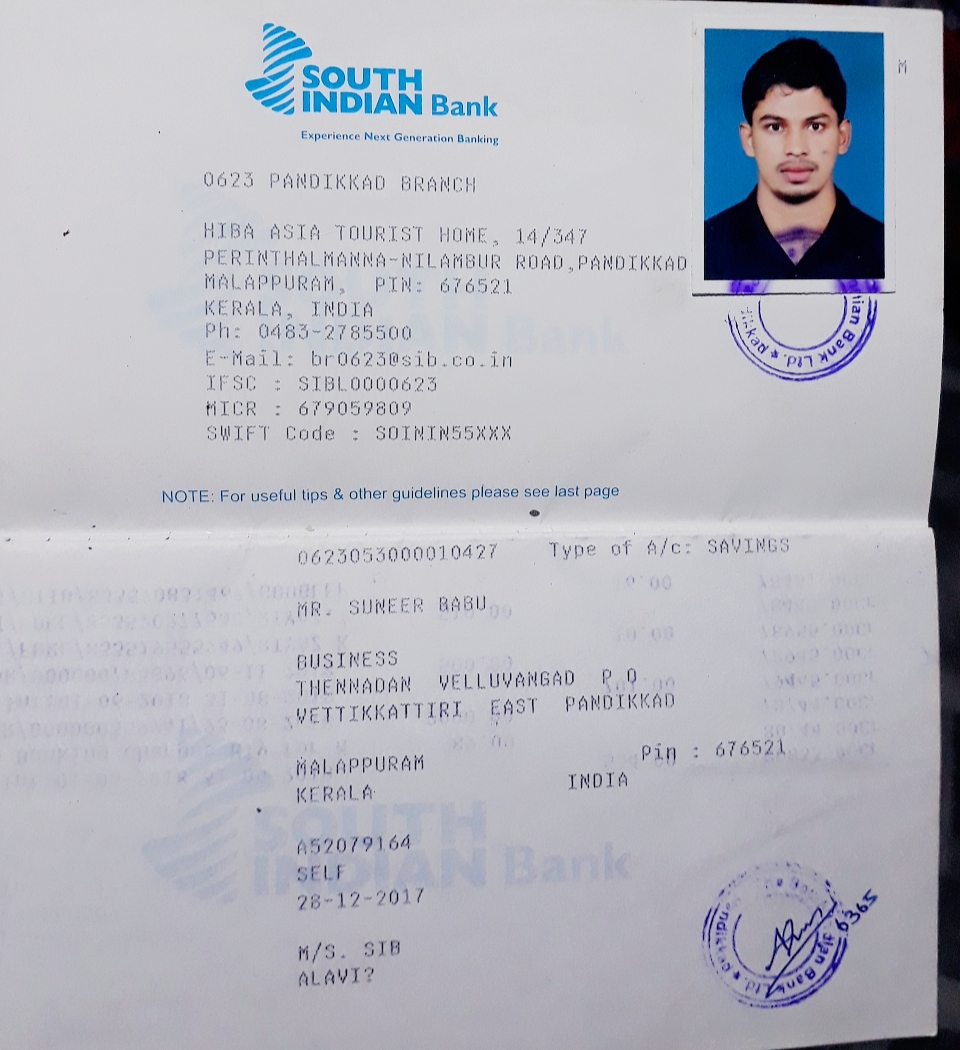 SOUTH
INDIAN Bank
Experience Next Generation Banking
M
0623 PANDIKKAD BRANCH
HIBA ASIA TOURIST HOME, 14/347
PERINTHALMANNA-NILAMBUR ROAD,PANDIKKAD
MALAPPURAM, PIN: 676521
KERALA, INDIA
Ph: 0483-2785500
E-Mail: br0623@sib.co.in
IFSC : SIBL0000623
MICR : 679059809
SWIFT Code : SOININ55XXX
NOTE: For useful tips & other guidelines please see last page
0623053000010427 Type of A/c: SAVINGS
MR. SUNEER BABU
BUSINESS
THENNADAN VELLUVANGAD P O
VETTIKKATTIRI EAST PANDIKKAD
Pin : 676521
MALAPPURAM
KERALA INDIA
A52079164
SELF
28-12-2017
M/S. SIB
ALAVI?
6365
Bank Ltd.
Bank Ltd.